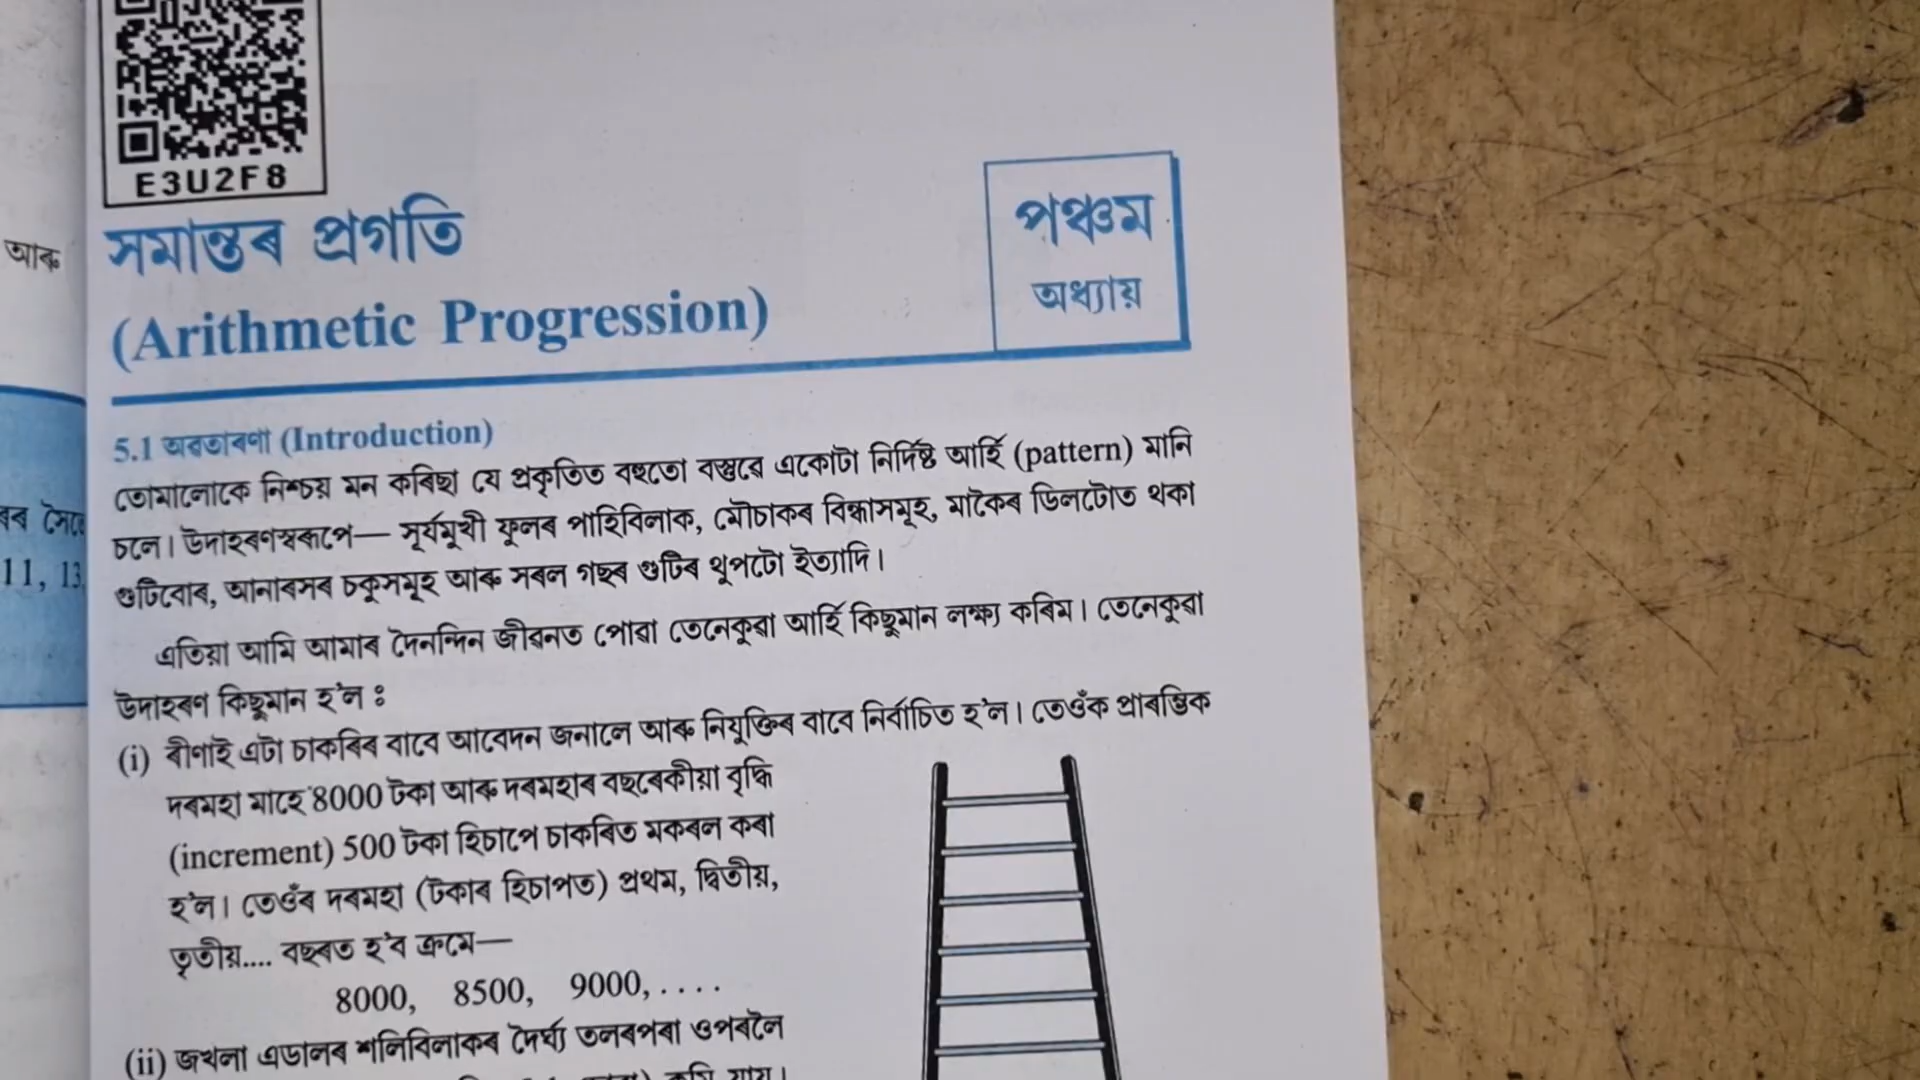 E3U2F8
সমান্তৰ প্ৰগতি
(Arithmetic Progression)
পঞ্চম
অধ্যায়
5.1 অৱতাৰণা (Introduction)
তোমালোকে নিশ্চয় মন কৰিছা যে প্ৰকৃতিত বহুতো বস্তুৱে একোটা নিৰ্দিষ্ট আৰ্হি (pattern) মানি
চলে। উদাহৰণস্বৰূপে— সূৰ্যমুখী ফুলৰ পাহিবিলাক, মৌচাকৰ বিন্ধাসমূহ, মাকৈৰ ডিলটোত থকা
গুটিবোৰ, আনাৰসৰ চকুসমূহ আৰু সৰল গছৰ গুটিৰ থূপটো ইত্যাদি।
এতিয়া আমি আমাৰ দৈনন্দিন জীৱনত পোৱা তেনেকুৱা আৰ্হি কিছুমান লক্ষ্য কৰিম। তেনেকুৱা
উদাহৰণ কিছুমান হ'ল ঃ
(i) ৰীণাই এটা চাকৰিৰ বাবে আবেদন জনালে আৰু নিযুক্তিৰ বাবে নিৰ্বাচিত হ'ল। তেওঁক প্ৰাৰম্ভিক
দৰমহা মাহে 8000 টকা আৰু দৰমহাৰ বছৰেকীয়া বৃদ্ধি
(increment) 500 টকা হিচাপে চাকৰিত মকৰল কৰা
হ'ল। তেওঁৰ দৰমহা (টকাৰ হিচাপত) প্ৰথম, দ্বিতীয়,
তৃতীয়.... বছৰত হ'ব ক্ৰমে—
8000, 8500, 9000, ....
(ii) জখলা এডালৰ শলিবিলাকৰ দৈৰ্ঘ্য তলৰপৰা ওপৰলৈ
কমি যায়।
আৰু
11, 13,